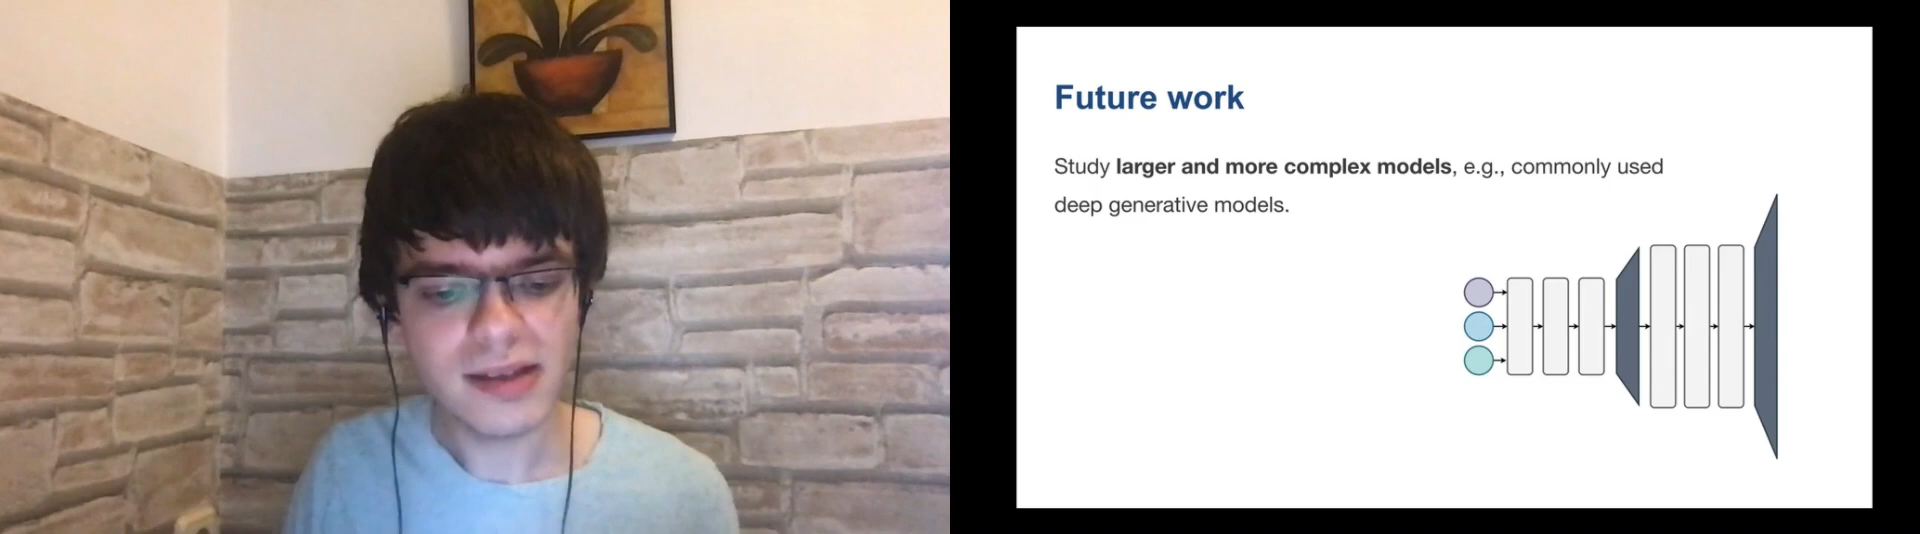 Future work
Study larger and more complex models, e.g., commonly used
deep generative models.